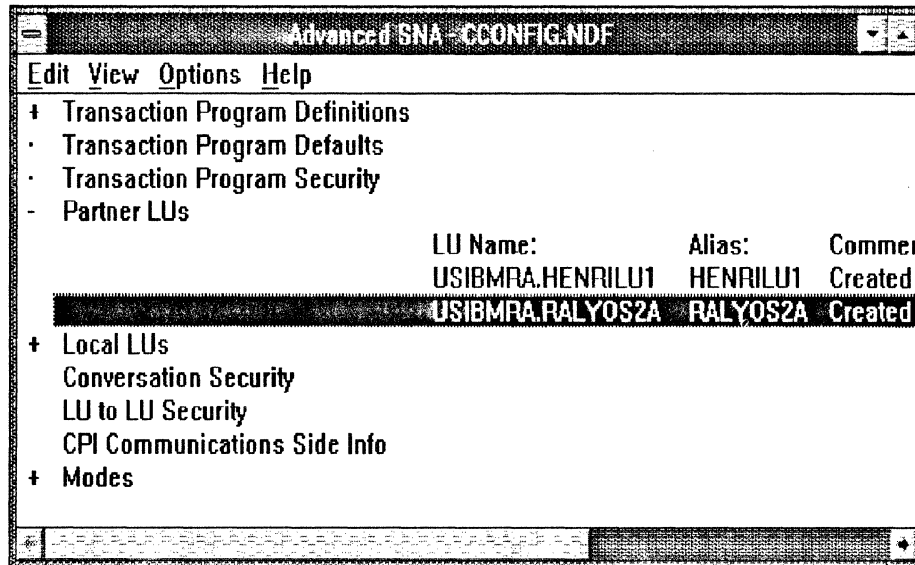 Advanced SNA - CCONFIG.NDF
Edit View Options Help
+ Transaction Program Definitions
· Transaction Program Defaults
· Transaction Program Security
- Partner LUs
LU Name: Alias: Commen
USIBMRA.HENRILU1 HENRILU1 Created
USIBMRA.RALYOS2A RALYOS2A Created
+ Local LUs
Conversation Security
LU to LU Security
CPI Communications Side Info
+ Modes